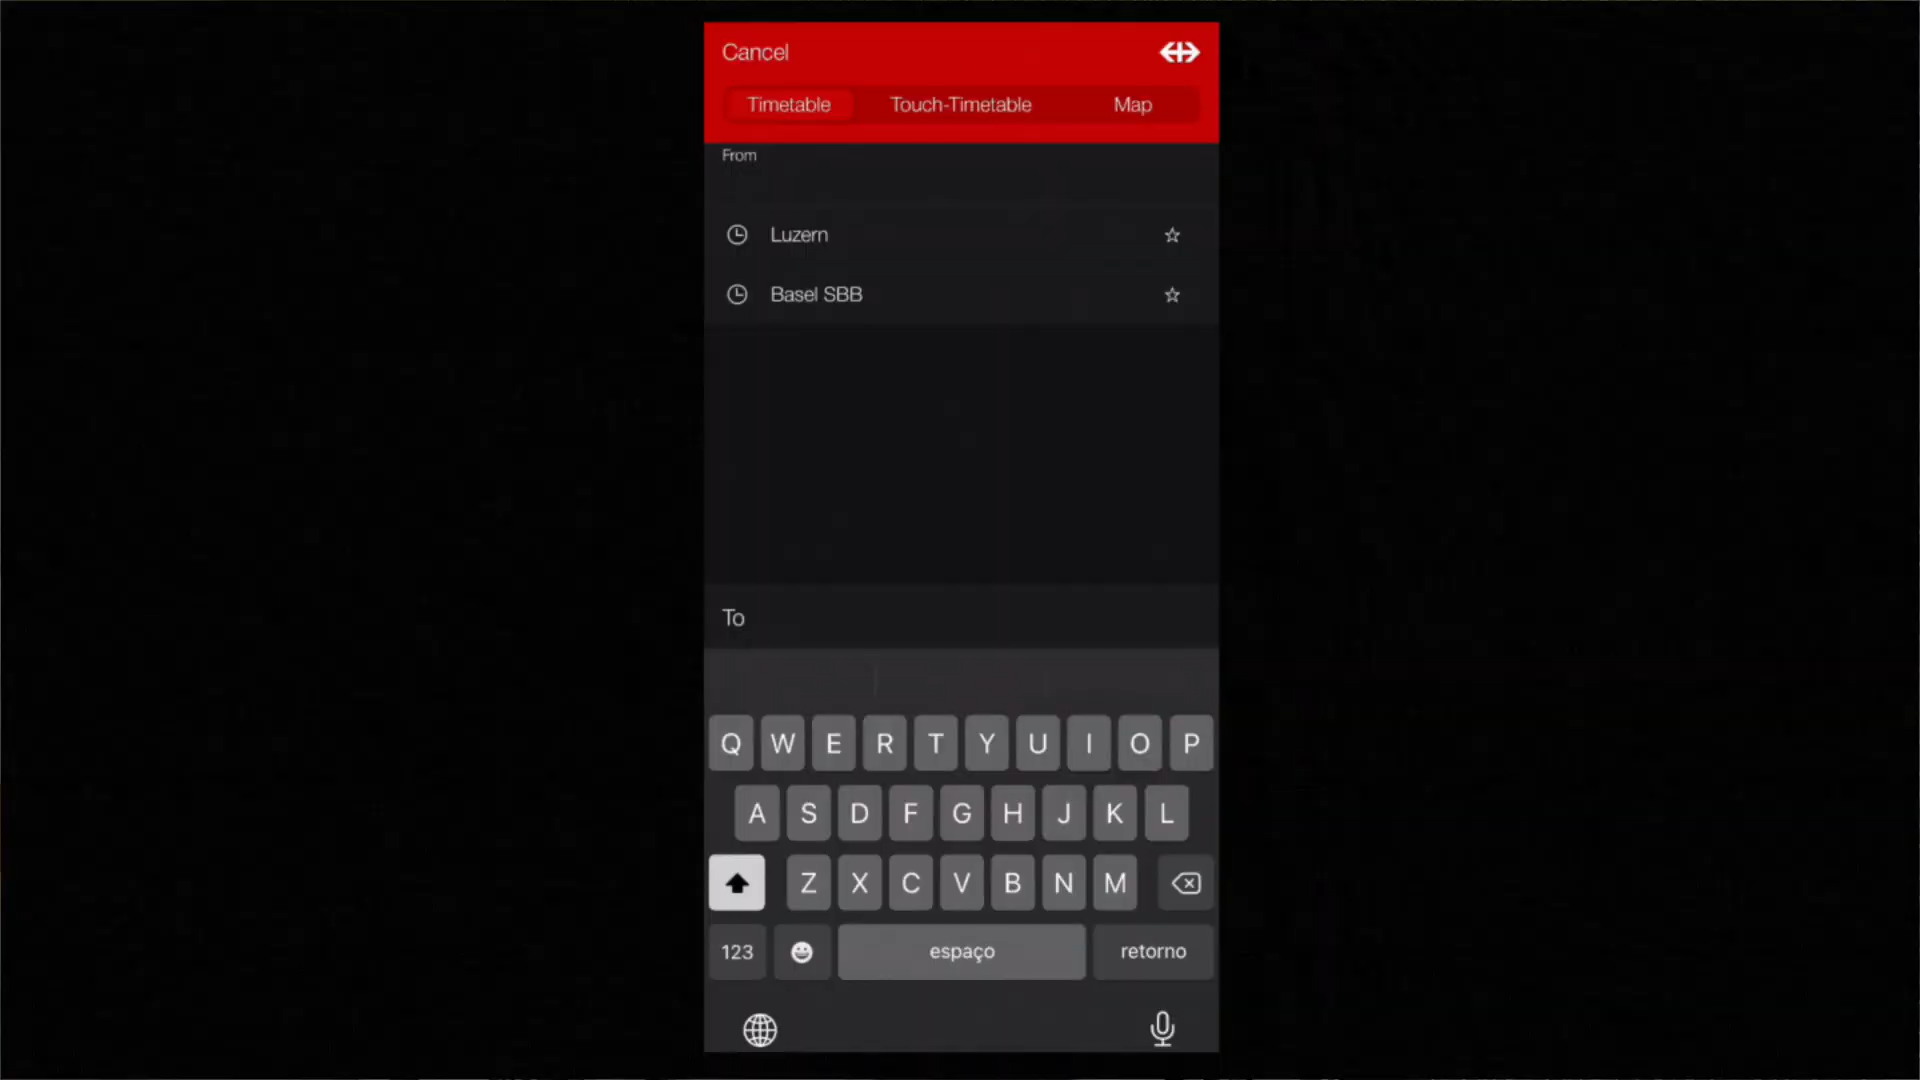 Cancel
Timetable Touch-Timetable Map
From
Luzern
Basel SBB
To
Q W E R T Y U I O P
A S D F G H J K L
Z X C V B N M
123 espaço retorno